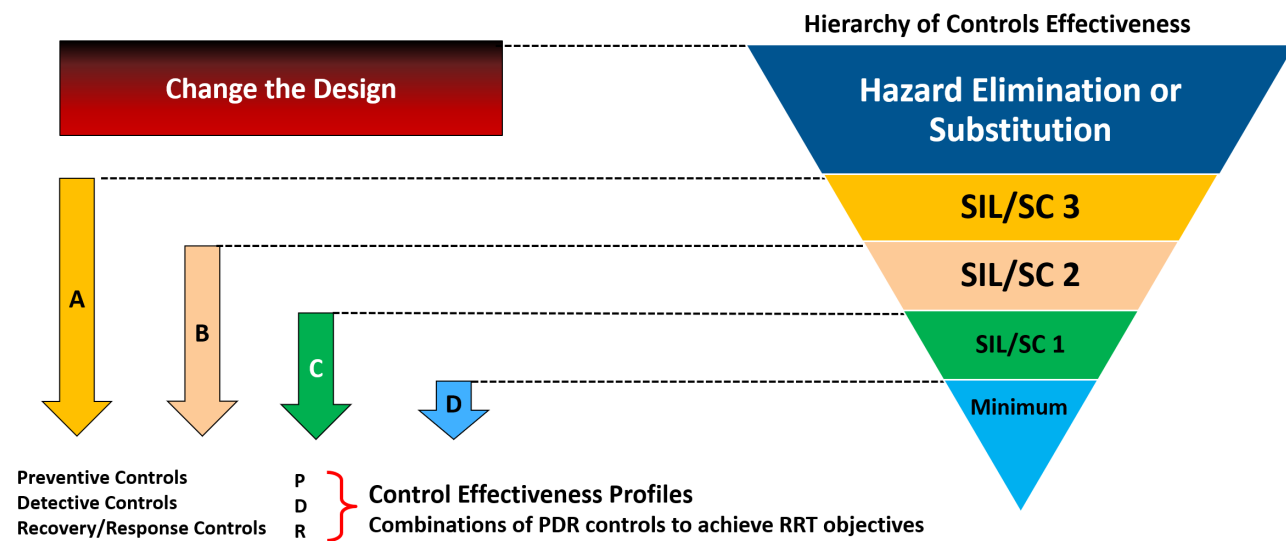 Hierarchy of Controls Effectiveness
Change the Design
Hazard Elimination or
Substitution
SIL/SC 3
SIL/SC 2
SIL/SC 1
Minimum
A
B
C
D
Preventive Controls P
Detective Controls D
Recovery/Response Controls R
Control Effectiveness Profiles
Combinations of PDR controls to achieve RRT objectives